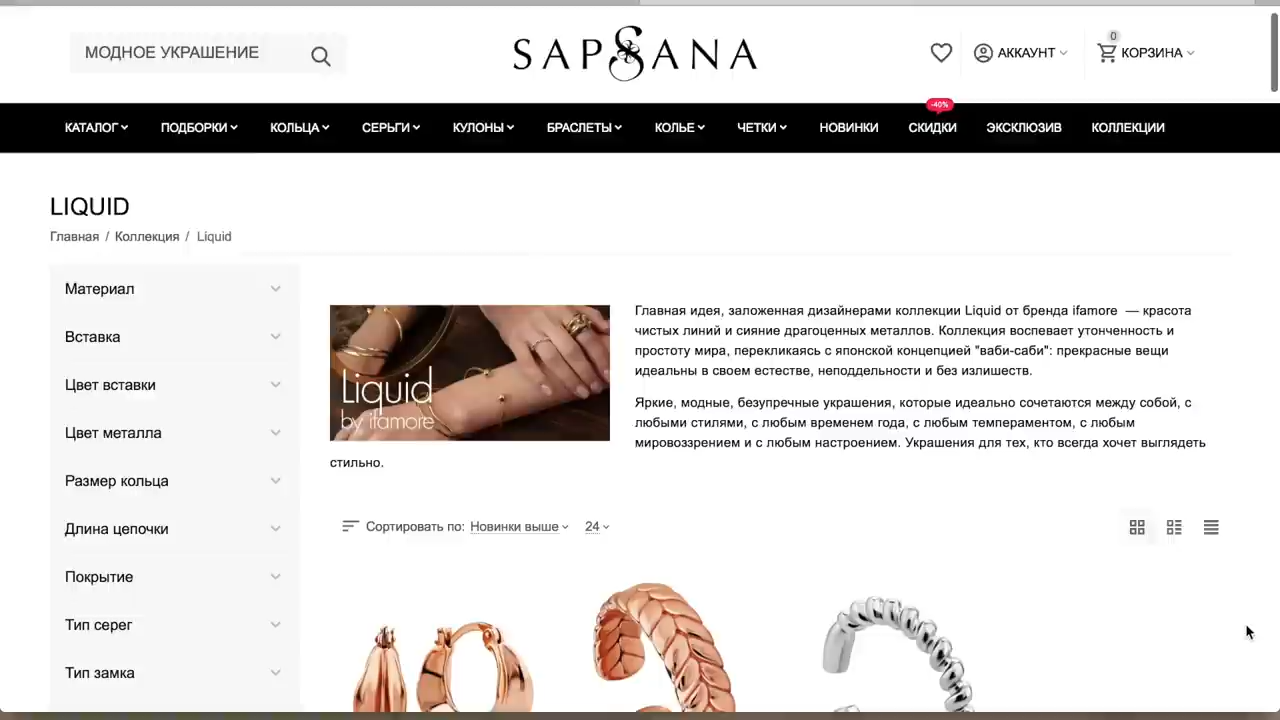 МОДНОЕ УКРАШЕНИЕ
SAPSANA
АККАУНТ
0
КОРЗИНА
-40%
КАТАЛОГ ПОДБОРКИ КОЛЬЦА СЕРЬГИ КУЛОНЫ БРАСЛЕТЫ КОЛЬЕ ЧЕТКИ НОВИНКИ СКИДКИ ЭКСКЛЮЗИВ КОЛЛЕКЦИИ
LIQUID
Главная / Коллекция / Liquid
Материал
Вставка
Цвет вставки
Цвет металла
Размер кольца
Длина цепочки
Покрытие
Тип серег
Тип замка
Liquid
by ifamore
Главная идея, заложенная дизайнерами коллекции Liquid от бренда ifamore — красота
чистых линий и сияние драгоценных металлов. Коллекция воспевает утонченность и
простоту мира, перекликаясь с японской концепцией "ваби-саби": прекрасные вещи
идеальны в своем естестве, неподдельности и без излишеств.
Яркие, модные, безупречные украшения, которые идеально сочетаются между собой, с
любыми стилями, с любым временем года, с любым темпераментом, с любым
мировоззрением и с любым настроением. Украшения для тех, кто всегда хочет выглядеть
стильно.
Сортировать по: Новинки выше 24